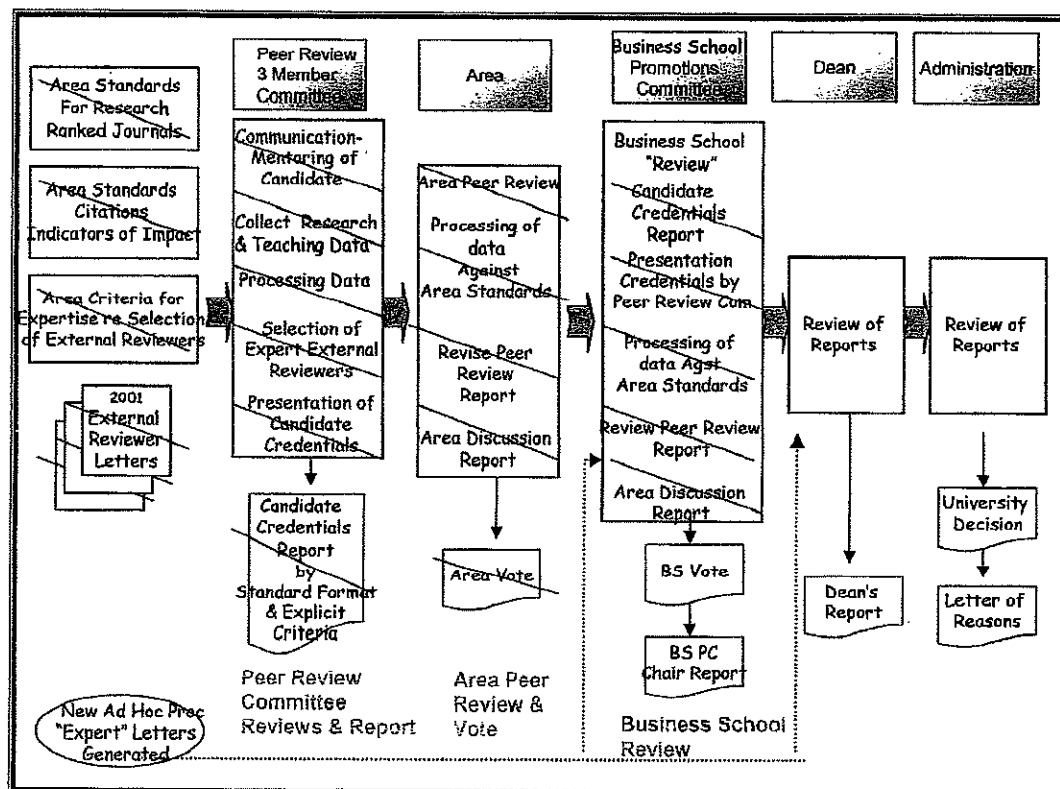 Peer Review
3 Member
Committee
Area
Business School
Promotions
Committee
Dean
Administration
Area Standards
For Research
Ranked Journals
Area Standards
Citations
Indicators of Impact
Area Criteria for
Expertise re Selection
of External Reviewers
2001
External
Reviewer
Letters
Communication-
Mentoring of
Candidate
Collect Research
& Teaching Data
Processing Data
Selection of
Expert External
Reviewers
Presentation of
Candidate
Credentials
Candidate
Credentials
Report
by
Standard Format
& Explicit
Criteria
Peer Review
Committee
Reviews & Report
Area Peer Review
Processing of
data
Against
Area Standards
Revise Peer
Review
Report
Area Discussion
Report
Area Vote
Area Peer
Review &
Vote
Business School
"Review"
Candidate
Credentials
Report
Presentation
Credentials by
Peer Review Com
Processing of
data Agst
Area Standards
Review Peer Review
Report
Area Discussion
Report
BS Vote
BS PC
Chair Report
Business School
Review
Review of
Reports
Dean's
Report
Review of
Reports
University
Decision
Letter of
Reasons
New Ad Hoc Proc
"Expert" Letters
Generated